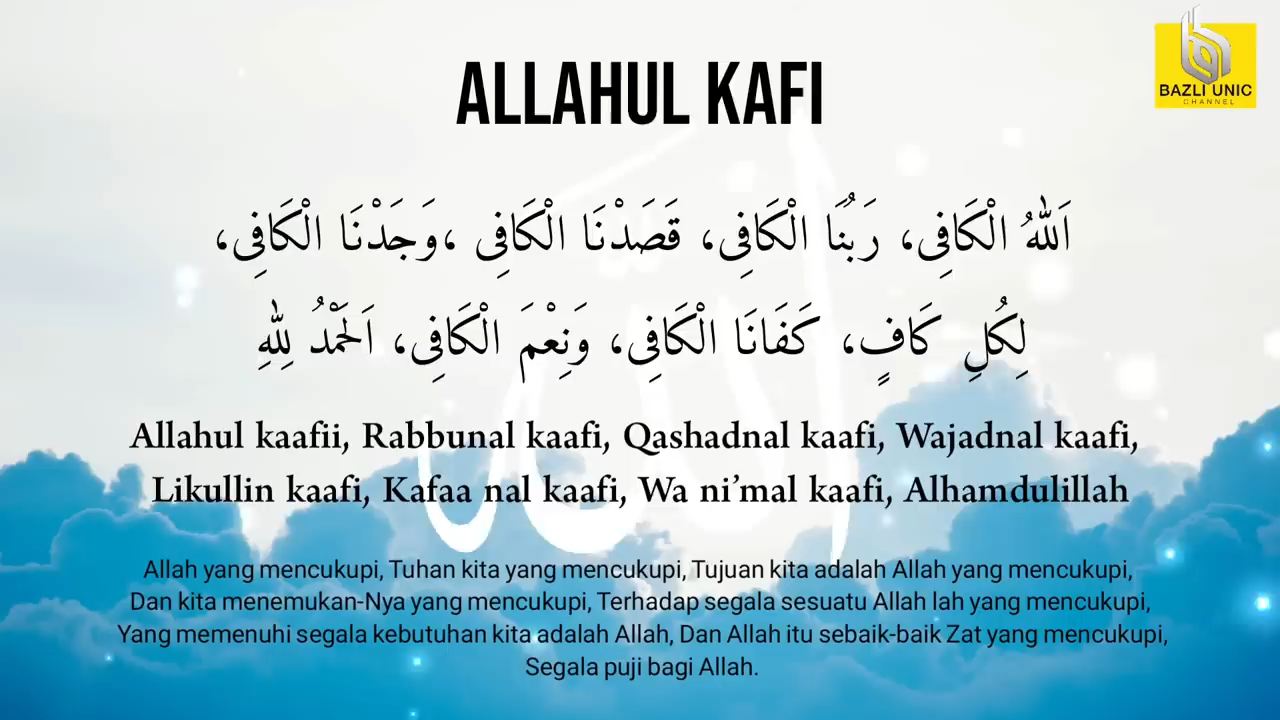 ALLAHUL KAFI
BAZLI UNIC
CHANNEL
اَللهُ الْكَافِى، رَبُنَا الْكَافِى، قَصَدْنَا الْكَافِى ،وَجَدْنَا الْكَافِى،
لِكُلِ كَافٍ، كَفَانَا الْكَافِى، وَنِعْمَ الْكَافِى، اَلحَمْدُ لِلهِ
Allahul kaafii, Rabbunal kaafi, Qashadnal kaafi, Wajadnal kaafi,
Likullin kaafi, Kafaa nal kaafi, Wa ni’mal kaafi, Alhamdulillah
Allah yang mencukupi, Tuhan kita yang mencukupi, Tujuan kita adalah Allah yang mencukupi,
Dan kita menemukan-Nya yang mencukupi, Terhadap segala sesuatu Allah lah yang mencukupi,
Yang memenuhi segala kebutuhan kita adalah Allah, Dan Allah itu sebaik-baik Zat yang mencukupi,
Segala puji bagi Allah.
الله